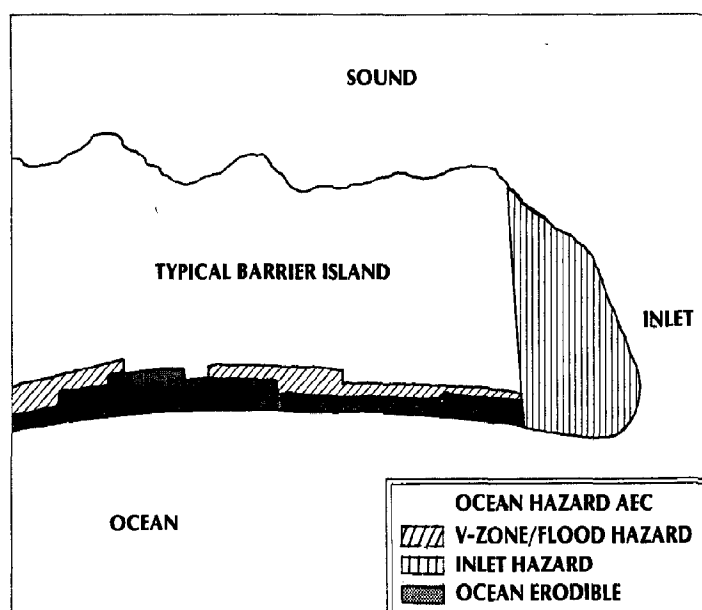 SOUND
TYPICAL BARRIER ISLAND
INLET
OCEAN
OCEAN HAZARD AEC
V-ZONE/FLOOD HAZARD
INLET HAZARD
OCEAN ERODIBLE